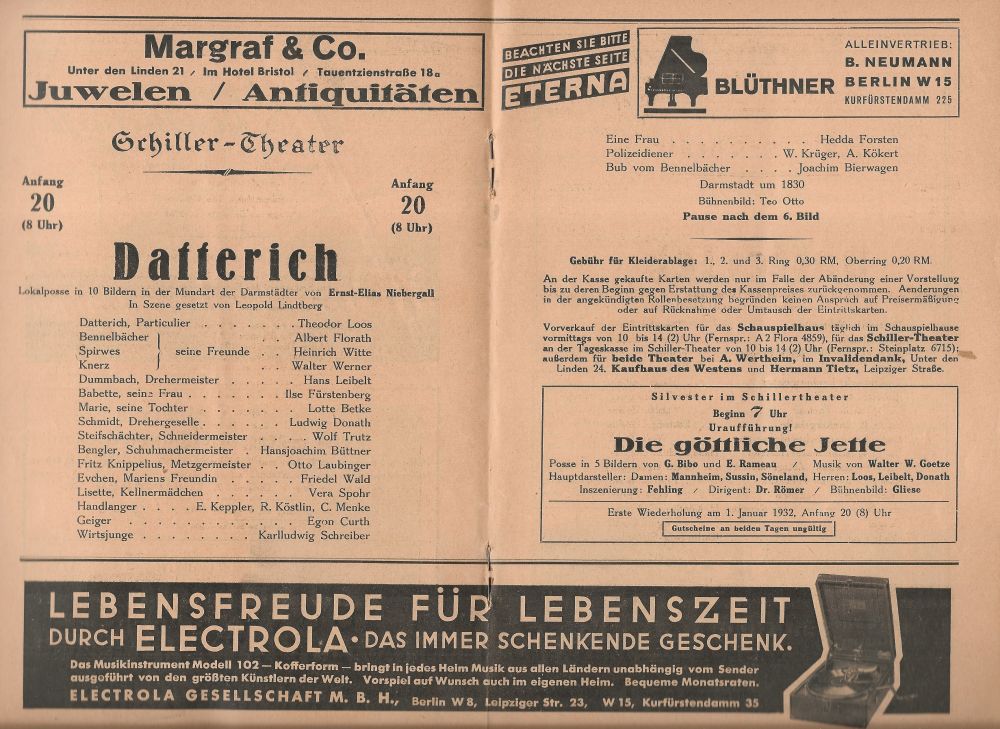 Margraf & Co.
Unter den Linden 21 / Im Hotel Bristol / Tauentzienstraße 18a
Juwelen / Antiquitäten
Schiller-Theater
Anfang
20
(8 Uhr)
Anfang
20
(8 Uhr)
Datterich
Lokalposse in 10 Bildern in der Mundart der Darmstädter von Ernst-Elias Niebergall
In Szene gesetzt von Leopold Lindtberg
Datterich, Particulier . . . . . . . Theodor Loos
Bennelbächer } Albert Florath
Spirwes } seine Freunde . . Heinrich Witte
Knerz } Walter Werner
Dummbach, Drehermeister . . . . . Hans Leibelt
Babette, seine Frau . . . . . . . Ilse Fürstenberg
Marie, seine Tochter . . . . . . . Lotte Betke
Schmidt, Drehergeselle . . . . . . Ludwig Donath
Steifschächter, Schneidermeister . . . . Wolf Trutz
Bengler, Schuhmachermeister . Hansjoachim Büttner
Fritz Knippelius, Metzgermeister . . Otto Laubinger
Evchen, Mariens Freundin . . . . . Friedel Wald
Lisette, Kellnermädchen . . . . . . Vera Spohr
Handlanger . . . . E. Keppler, R. Köstlin, C. Menke
Geiger . . . . . . . . . . . . Egon Curth
Wirtsjunge . . . . . . . . Karlludwig Schreiber
BEACHTEN SIE BITTE
DIE NÄCHSTE SEITE
ETERNA
BLÜTHNER
ALLEINVERTRIEB:
B. NEUMANN
BERLIN W 15
KURFÜRSTENDAMM 225
Eine Frau . . . . . . . . . . Hedda Forsten
Polizeidiener . . . . . . . W. Krüger, A. Kökert
Bub vom Bennelbächer . . . . Joachim Bierwagen
Darmstadt um 1830
Bühnenbild: Teo Otto
Pause nach dem 6. Bild
Gebühr für Kleiderablage: 1., 2. und 3. Ring 0,30 RM, Oberring 0,20 RM.
An der Kasse gekaufte Karten werden nur im Falle der Abänderung einer Vorstellung
bis zu deren Beginn gegen Erstattung des Kassenpreises zurückgenommen. Aenderungen
in der angekündigten Rollenbesetzung begründen keinen Anspruch auf Preisermäßigung
oder auf Rücknahme oder Umtausch der Eintrittskarten.
Vorverkauf der Eintrittskarten für das Schauspielhaus täglich im Schauspielhause
vormittags von 10 bis 14 (2) Uhr (Fernspr.: A 2 Flora 4859), für das Schiller-Theater
an der Tageskasse im Schiller-Theater von 10 bis 14 (2) Uhr (Fernspr.: Steinplatz 6715);
außerdem für beide Theater bei A. Wertheim, im Invalidendank, Unter den
Linden 24, Kaufhaus des Westens und Hermann Tietz, Leipziger Straße.
Silvester im Schillertheater
Beginn 7 Uhr
Uraufführung!
Die göttliche Jette
Posse in 5 Bildern von G. Bibo und E. Rameau / Musik von Walter W. Goetze
Hauptdarsteller: Damen: Mannheim, Sussin, Söneland, Herren: Loos, Leibelt, Donath
Inszenierung: Fehling / Dirigent: Dr. Römer / Bühnenbild: Gliese
Erste Wiederholung am 1. Januar 1932, Anfang 20 (8) Uhr
Gutscheine an beiden Tagen ungültig
LEBENSFREUDE FÜR LEBENSZEIT
DURCH ELECTROLA · DAS IMMER SCHENKENDE GESCHENK.
Das Musikinstrument Modell 102 — Kofferform — bringt in jedes Heim Musik aus allen Ländern unabhängig vom Sender
ausgeführt von den größten Künstlern der Welt. Vorspiel auf Wunsch auch im eigenen Heim. Bequeme Monatsraten.
ELECTROLA GESELLSCHAFT M. B. H., Berlin W 8, Leipziger Str. 23, W 15, Kurfürstendamm 35